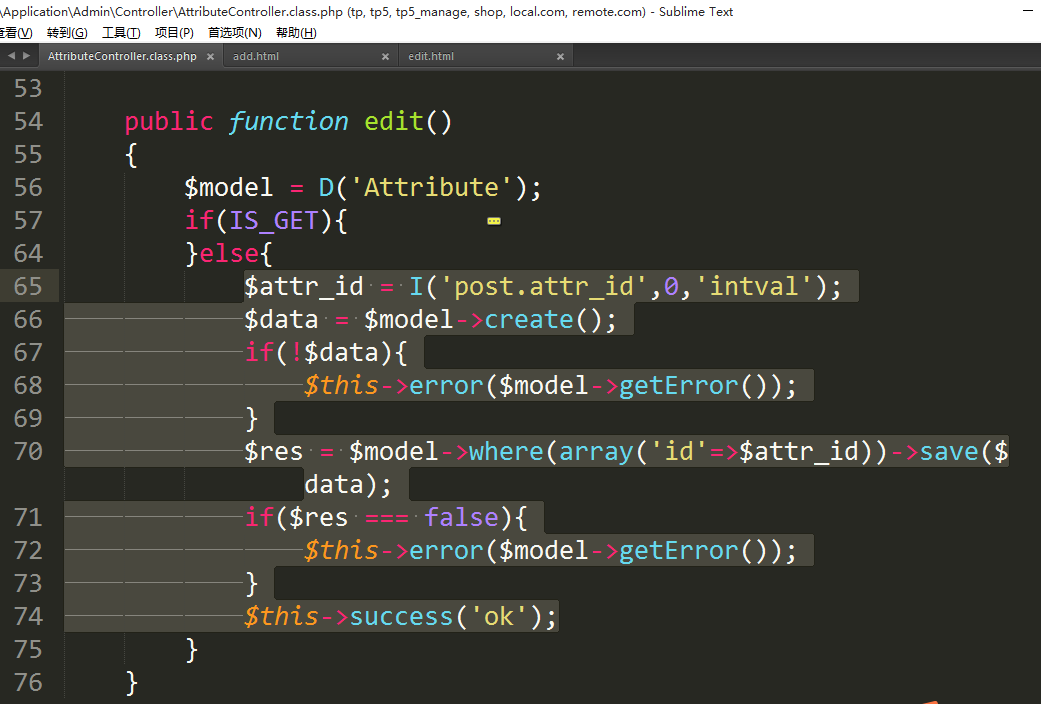 \Application\Admin\Controller\AttributeController.class.php (tp, tp5, tp5_manage, shop, local.com, remote.com) - Sublime Text
查看(V) 转到(G) 工具(T) 项目(P) 首选项(N) 帮助(H)
AttributeController.class.php × add.html × edit.html ×
53
54 public function edit()
55 {
56 $model = D('Attribute');
57 if(IS_GET){
64 }else{
65 $attr_id = I('post.attr_id',0,'intval');
66 $data = $model->create();
67 if(!$data){
68 $this->error($model->getError());
69 }
70 $res = $model->where(array('id'=>$attr_id))->save($
data);
71 if($res === false){
72 $this->error($model->getError());
73 }
74 $this->success('ok');
75 }
76 }